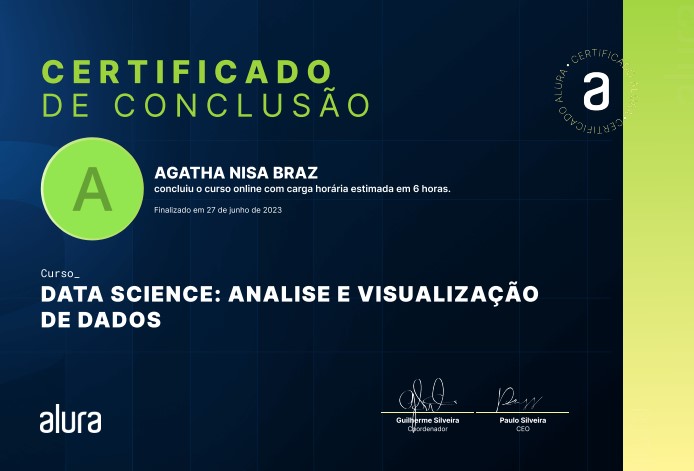 CERTIFICADO
DE CONCLUSÃO
a
CERTIFICADO ALURA • CERTIFICADO ALURA •
A
AGATHA NISA BRAZ
concluiu o curso online com carga horária estimada em 6 horas.
Finalizado em 27 de junho de 2023
Curso_
DATA SCIENCE: ANALISE E VISUALIZAÇÃO
DE DADOS
alura
Guilherme Silveira
Coordenador
Paulo Silveira
CEO